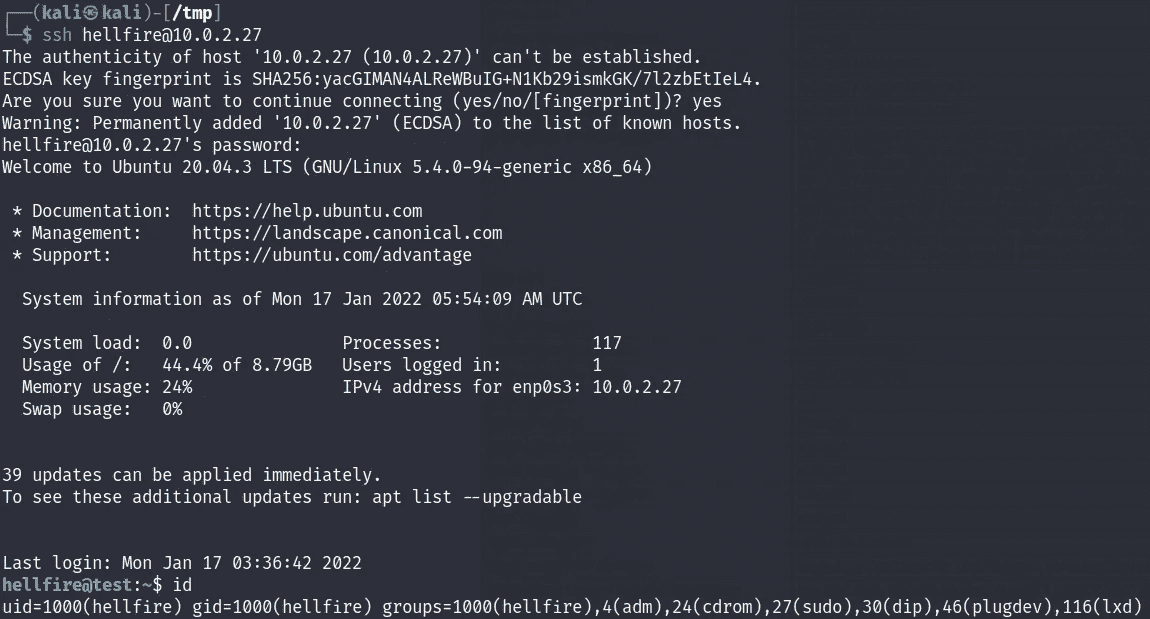 ┌──(kali㉿kali)-[/tmp]
└─$ ssh hellfire@10.0.2.27
The authenticity of host '10.0.2.27 (10.0.2.27)' can't be established.
ECDSA key fingerprint is SHA256:yacGIMAN4ALReWBuIG+N1Kb29ismkGK/7l2zbEtIeL4.
Are you sure you want to continue connecting (yes/no/[fingerprint])? yes
Warning: Permanently added '10.0.2.27' (ECDSA) to the list of known hosts.
hellfire@10.0.2.27's password:
Welcome to Ubuntu 20.04.3 LTS (GNU/Linux 5.4.0-94-generic x86_64)

 * Documentation:  https://help.ubuntu.com
 * Management:     https://landscape.canonical.com
 * Support:        https://ubuntu.com/advantage

  System information as of Mon 17 Jan 2022 05:54:09 AM UTC

  System load:  0.0               Processes:               117
  Usage of /:   44.4% of 8.79GB   Users logged in:         1
  Memory usage: 24%               IPv4 address for enp0s3: 10.0.2.27
  Swap usage:   0%


39 updates can be applied immediately.
To see these additional updates run: apt list --upgradable


Last login: Mon Jan 17 03:36:42 2022
hellfire@test:~$ id
uid=1000(hellfire) gid=1000(hellfire) groups=1000(hellfire),4(adm),24(cdrom),27(sudo),30(dip),46(plugdev),116(lxd)